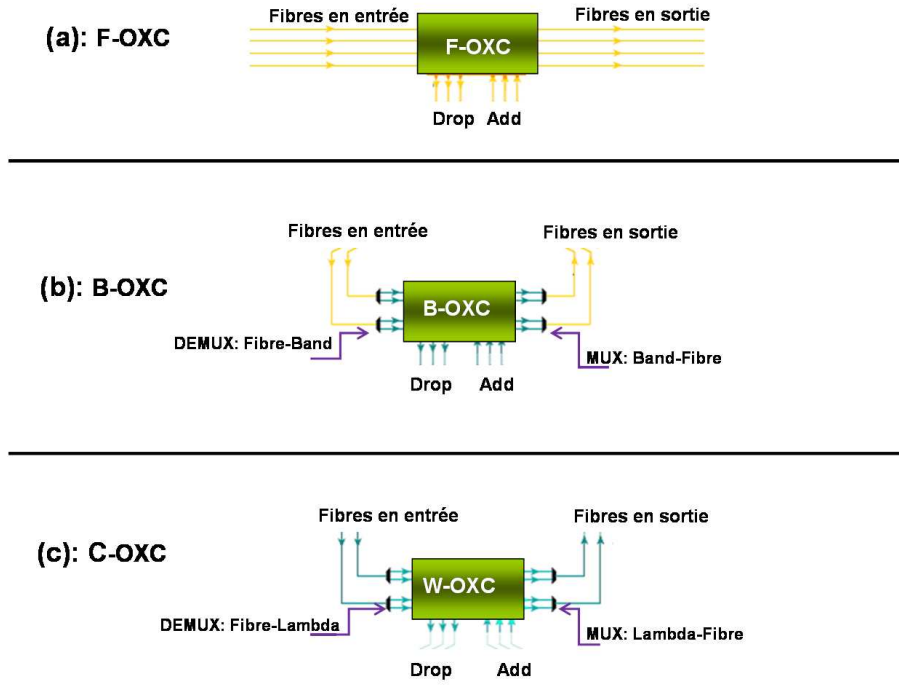 Fibres en entrée
Fibres en sortie
(a): F-OXC
F-OXC
Drop Add
Fibres en entrée
Fibres en sortie
(b): B-OXC
B-OXC
DEMUX: Fibre-Band
MUX: Band-Fibre
Drop Add
Fibres en entrée
Fibres en sortie
(c): C-OXC
W-OXC
DEMUX: Fibre-Lambda
MUX: Lambda-Fibre
Drop Add